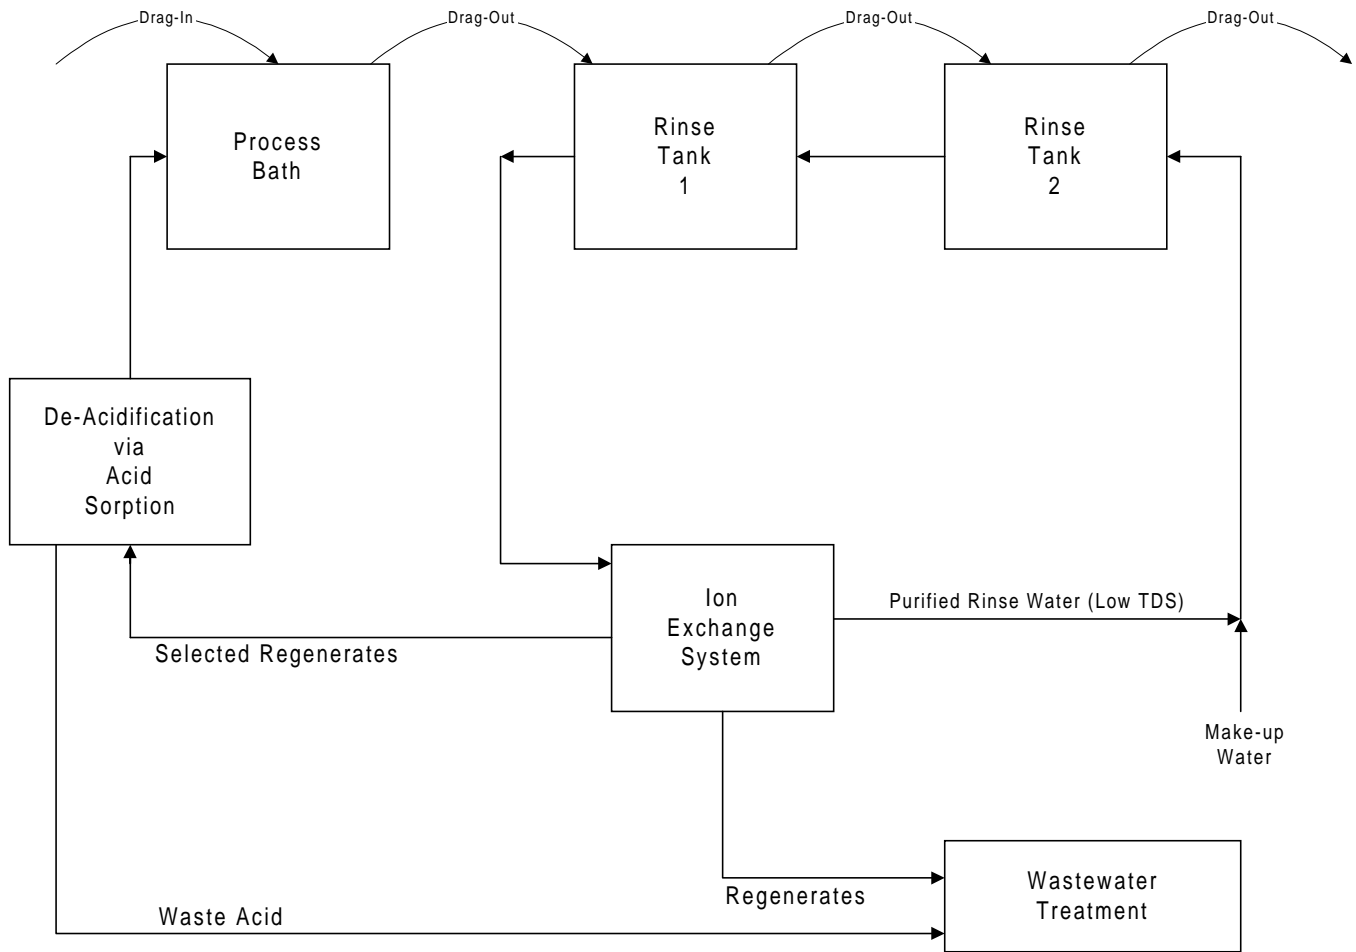 Drag-In
Drag-Out
Drag-Out
Drag-Out
Process
Bath
Rinse
Tank
1
Rinse
Tank
2
De-Acidification
via
Acid
Sorption
Ion
Exchange
System
Purified Rinse Water (Low TDS)
Selected Regenerates
Make-up
Water
Regenerates
Wastewater
Treatment
Waste Acid